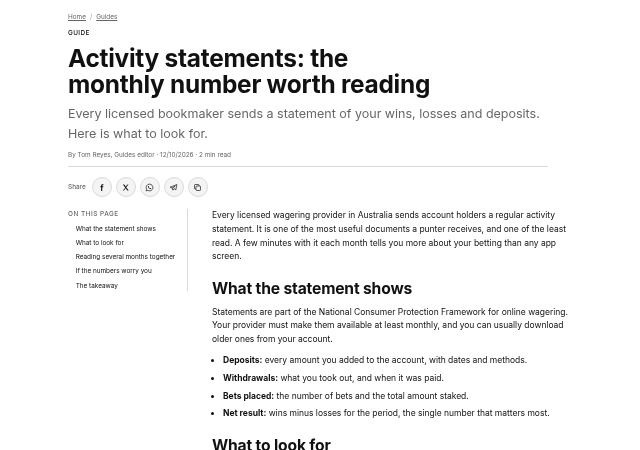 Home / Guides
GUIDE
Activity statements: the
monthly number worth reading
Every licensed bookmaker sends a statement of your wins, losses and deposits.
Here is what to look for.
By Tom Reyes, Guides editor · 12/10/2026 · 2 min read
Share
ON THIS PAGE
What the statement shows
What to look for
Reading several months together
If the numbers worry you
The takeaway
Every licensed wagering provider in Australia sends account holders a regular activity
statement. It is one of the most useful documents a punter receives, and one of the least
read. A few minutes with it each month tells you more about your betting than any app
screen.
What the statement shows
Statements are part of the National Consumer Protection Framework for online wagering.
Your provider must make them available at least monthly, and you can usually download
older ones from your account.
• Deposits: every amount you added to the account, with dates and methods.
• Withdrawals: what you took out, and when it was paid.
• Bets placed: the number of bets and the total amount staked.
• Net result: wins minus losses for the period, the single number that matters most.
What to look for